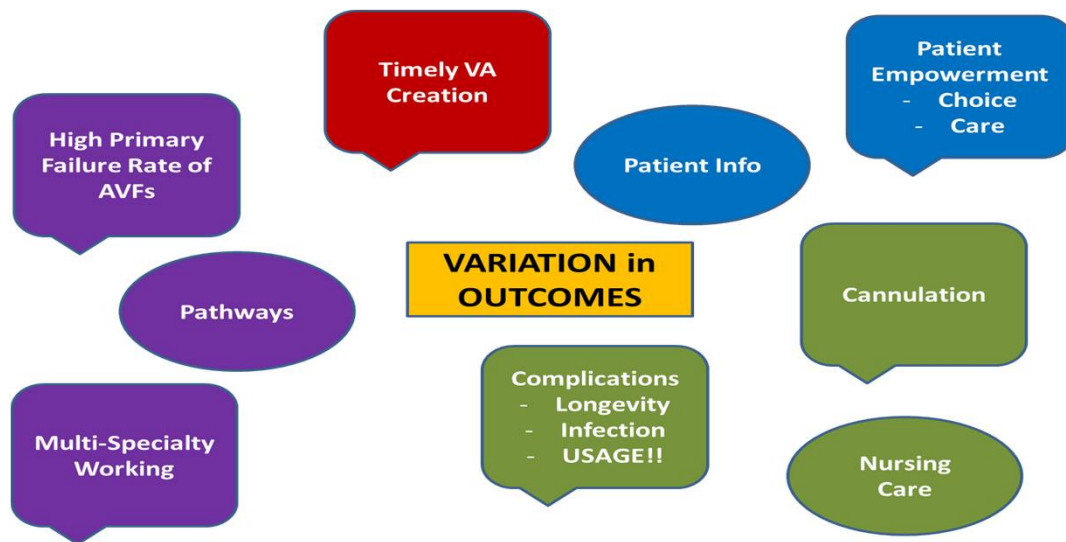 Timely VA
Creation
Patient
Empowerment
- Choice
- Care
High Primary
Failure Rate of
AVFs
Patient Info
VARIATION in
OUTCOMES
Cannulation
Pathways
Complications
- Longevity
- Infection
- USAGE!!
Multi-Specialty
Working
Nursing
Care